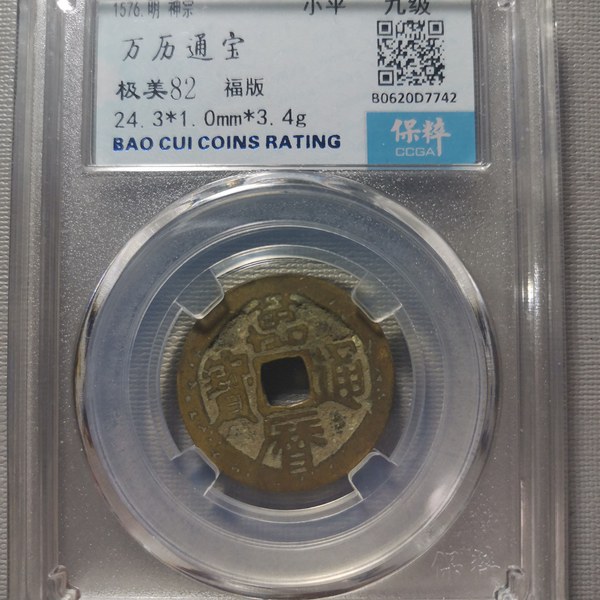 1576.明 神宗 小平 九级
万历通宝
极美82 福版
B0620D7742
24.3*1.0mm*3.4g
保粹
CCGA
BAO CUI COINS RATING
萬曆通寶